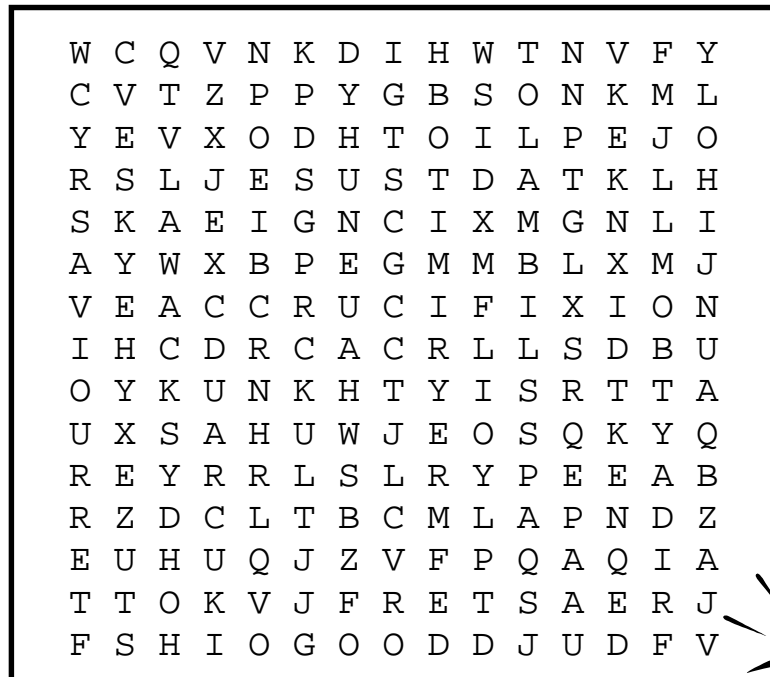 W C Q V N K D I H W T N V F Y
C V T Z P P Y G B S O N K M L
Y E V X O D H T O I L P E J O
R S L J E S U S T D A T K L H
S K A E I G N C I X M G N L I
A Y W X B P E G M M B L X M J
V E A C C R U C I F I X I O N
I H C D R C A C R L L S D B U
O Y K U N K H T Y I S R T T A
U X S A H U W J E O S Q K Y Q
R E Y R R L S L R Y P E E A B
R Z D C L T B C M L A P N D Z
E U H U Q J Z V F P Q A Q I A
T T O K V J F R E T S A E R J
F S H I O G O O D D J U D F V